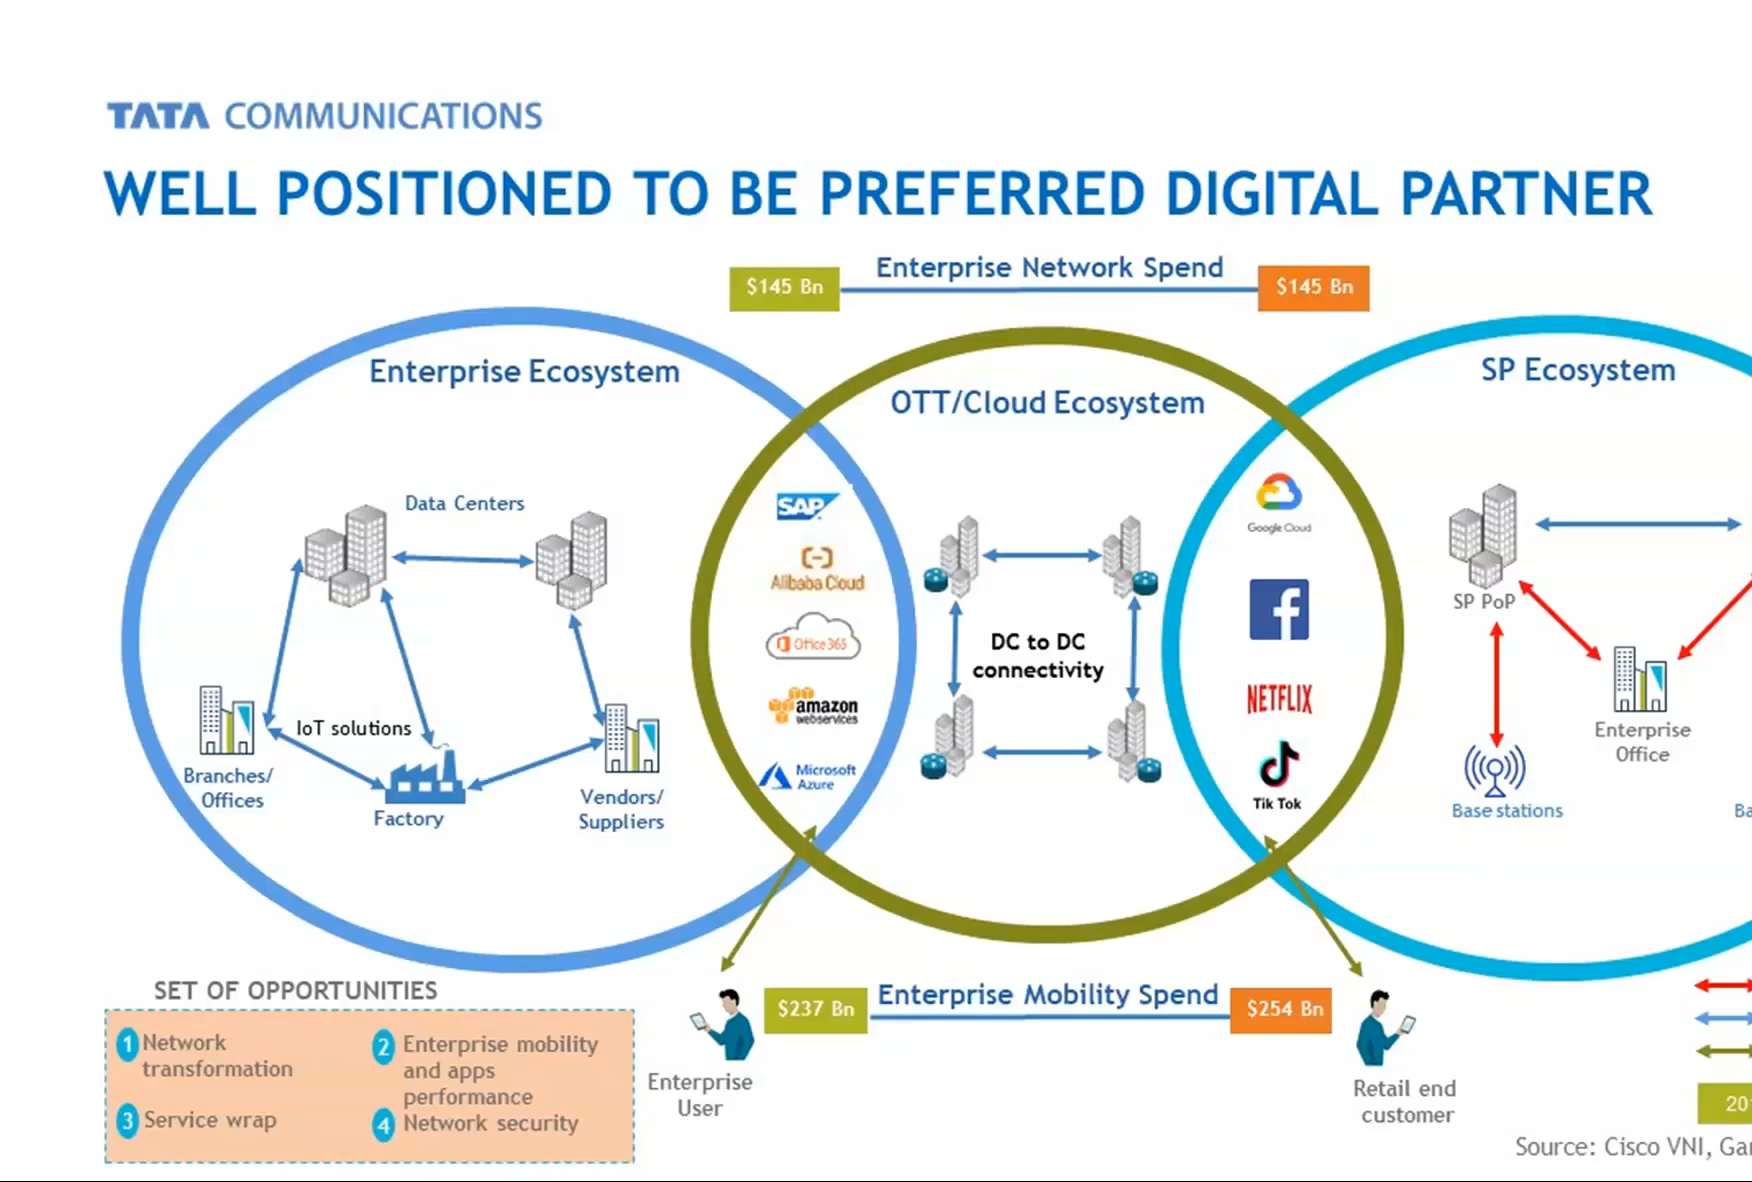 TATA COMMUNICATIONS
WELL POSITIONED TO BE PREFERRED DIGITAL PARTNER
Enterprise Network Spend
$145 Bn
$145 Bn
Enterprise Ecosystem
OTT/Cloud Ecosystem
SP Ecosystem
Data Centers
IoT solutions
Branches/
Offices
Factory
Vendors/
Suppliers
SAP
Alibaba Cloud
Office 365
amazon
webservices
Microsoft
Azure
DC to DC
connectivity
Google Cloud
NETFLIX
Tik Tok
SP PoP
Enterprise
Office
Base stations
SET OF OPPORTUNITIES
1 Network
transformation
2 Enterprise mobility
and apps
performance
3 Service wrap
4 Network security
Enterprise
User
$237 Bn
Enterprise Mobility Spend
$254 Bn
Retail end
customer
Source: Cisco VNI,